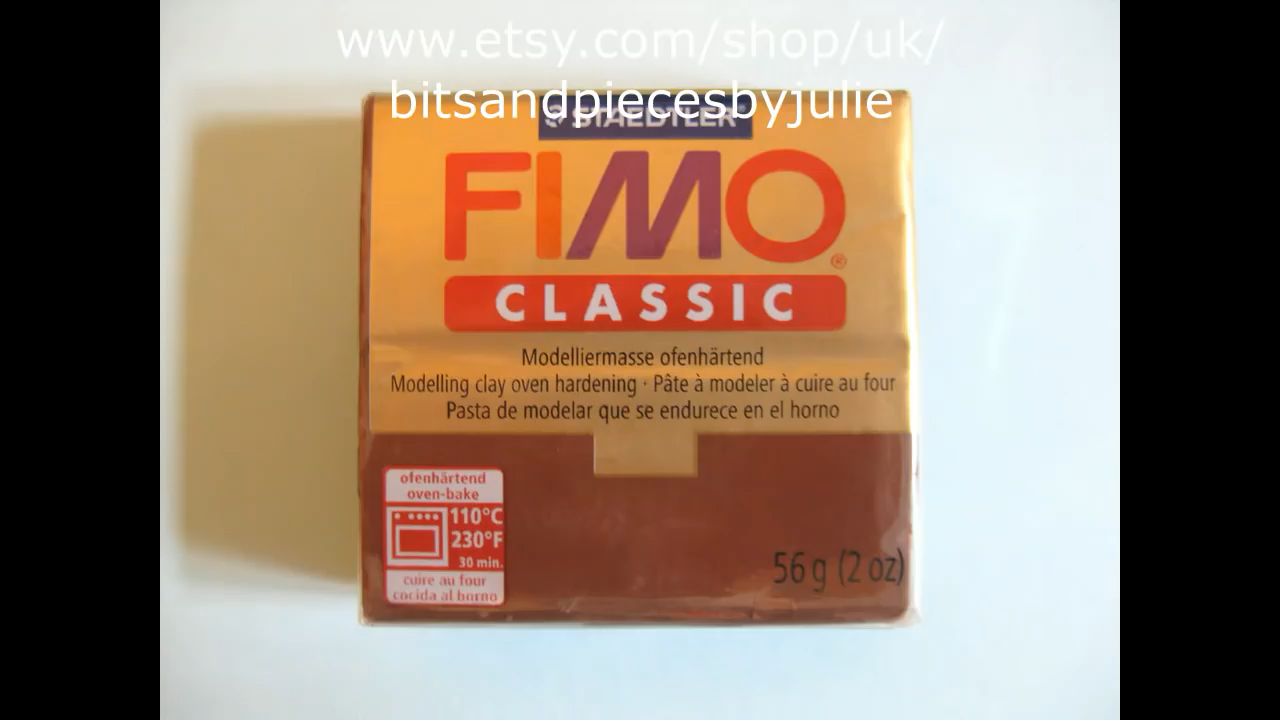 www.etsy.com/shop/uk/
bitsandpiecesbyjulie
STAEDTLER
FIMO®
CLASSIC
Modelliermasse ofenhärtend
Modelling clay oven hardening · Pâte à modeler à cuire au four
Pasta de modelar que se endurece en el horno
ofenhärtend
oven-bake
110°C
230°F
30 min.
cuire au four
cocida al horno
56 g (2 oz)